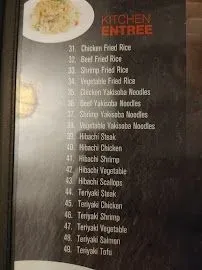 KITCHEN
ENTREE
31. Chicken Fried Rice
32. Beef Fried Rice
33. Shrimp Fried Rice
34. Vegetable Fried Rice
35. Chicken Yakisoba Noodles
36. Beef Yakisoba Noodles
37. Shrimp Yakisoba Noodles
38. Vegetable Yakisoba Noodles
39. Hibachi Steak
40. Hibachi Chicken
41. Hibachi Shrimp
42. Hibachi Vegetable
43. Hibachi Scallops
44. Teriyaki Steak
45. Teriyaki Chicken
46. Teriyaki Shrimp
47. Teriyaki Vegetable
48. Teriyaki Salmon
49. Teriyaki Tofu